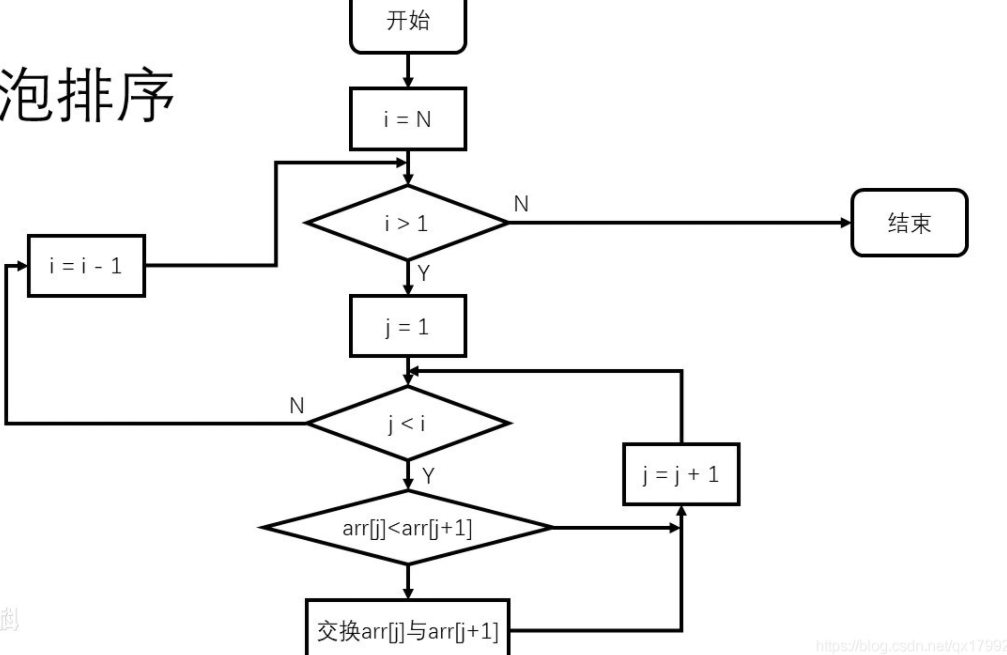 开始
泡排序
i = N
i > 1
N
结束
i = i - 1
Y
j = 1
N
j < i
Y
j = j + 1
arr[j]<arr[j+1]
交换arr[j]与arr[j+1]
https://blog.csdn.net/qx17992